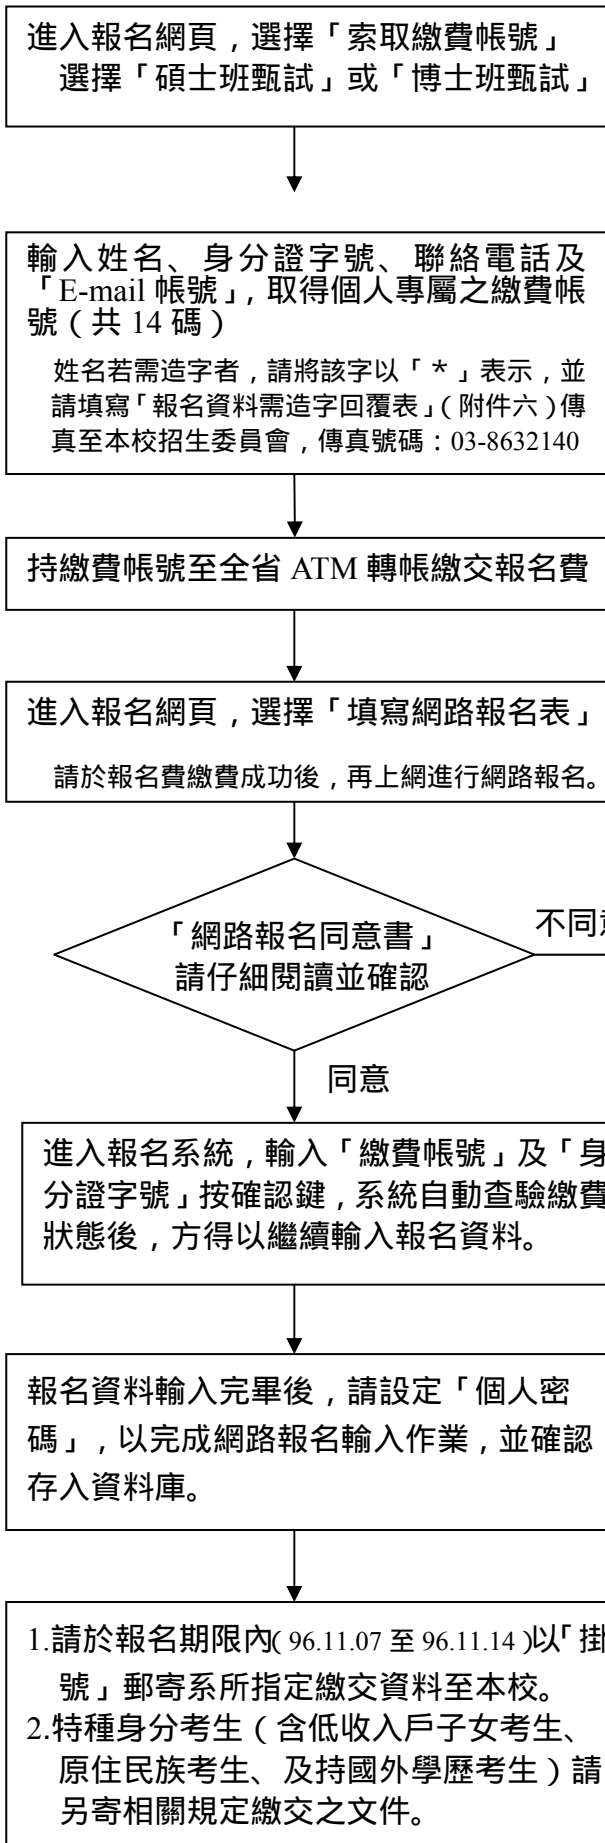 進入報名網頁，選擇「索取繳費帳號」
選擇「碩士班甄試」或「博士班甄試」
輸入姓名、身分證字號、聯絡電話及
「E-mail 帳號」，取得個人專屬之繳費帳
號（共 14 碼）
姓名若需造字者，請將該字以「＊」表示，並
請填寫「報名資料需造字回覆表」（附件六）傳
真至本校招生委員會，傳真號碼：03-8632140
持繳費帳號至全省 ATM 轉帳繳交報名費
進入報名網頁，選擇「填寫網路報名表」
請於報名費繳費成功後，再上網進行網路報名。
「網路報名同意書」
請仔細閱讀並確認
不同意
同意
進入報名系統，輸入「繳費帳號」及「身
分證字號」按確認鍵，系統自動查驗繳費
狀態後，方得以繼續輸入報名資料。
報名資料輸入完畢後，請設定「個人密
碼」，以完成網路報名輸入作業，並確認
存入資料庫。
1.請於報名期限內（96.11.07 至 96.11.14）以「掛
號」郵寄系所指定繳交資料至本校。
2.特種身分考生（含低收入戶子女考生、
原住民族考生、及持國外學歷考生）請
另寄相關規定繳交之文件。